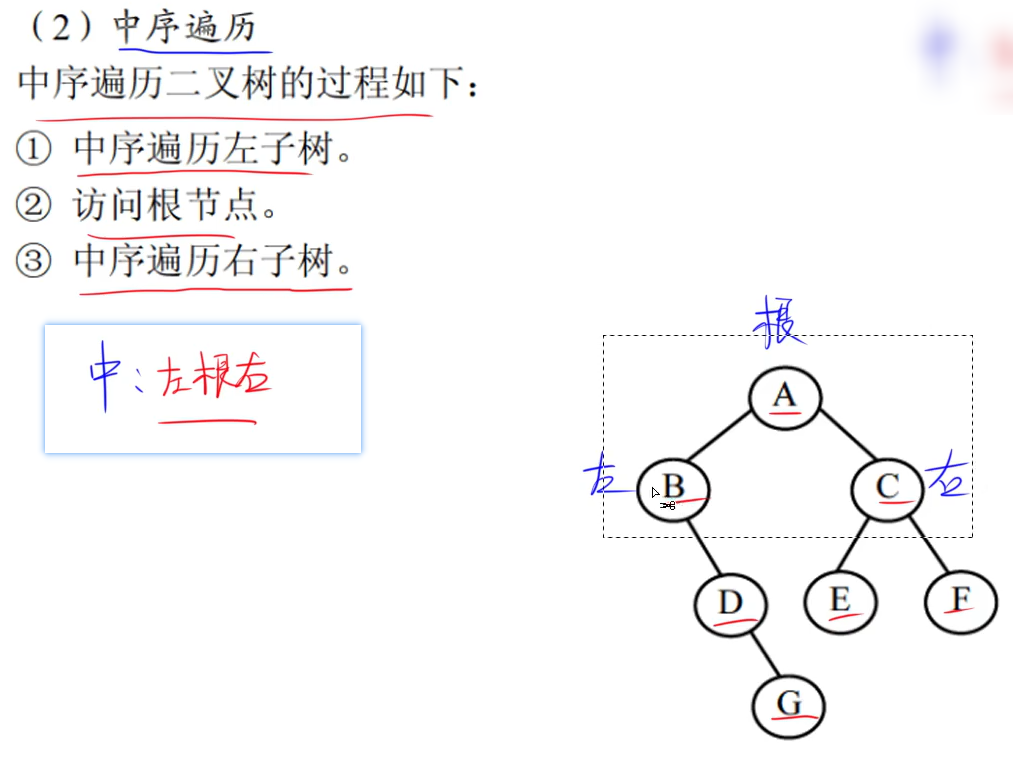 （2）中序遍历
中序遍历二叉树的过程如下：
① 中序遍历左子树。
② 访问根节点。
③ 中序遍历右子树。
中：左根右
根
A
左 B C 右
D E F
G